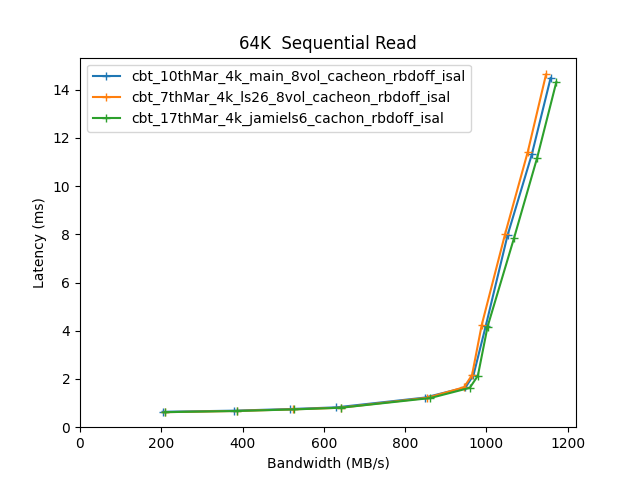 64K  Sequential Read
cbt_10thMar_4k_main_8vol_cacheon_rbdoff_isal
cbt_7thMar_4k_ls26_8vol_cacheon_rbdoff_isal
cbt_17thMar_4k_jamiels6_cachon_rbdoff_isal
Latency (ms)
14
12
10
8
6
4
2
0
0 200 400 600 800 1000 1200
Bandwidth (MB/s)